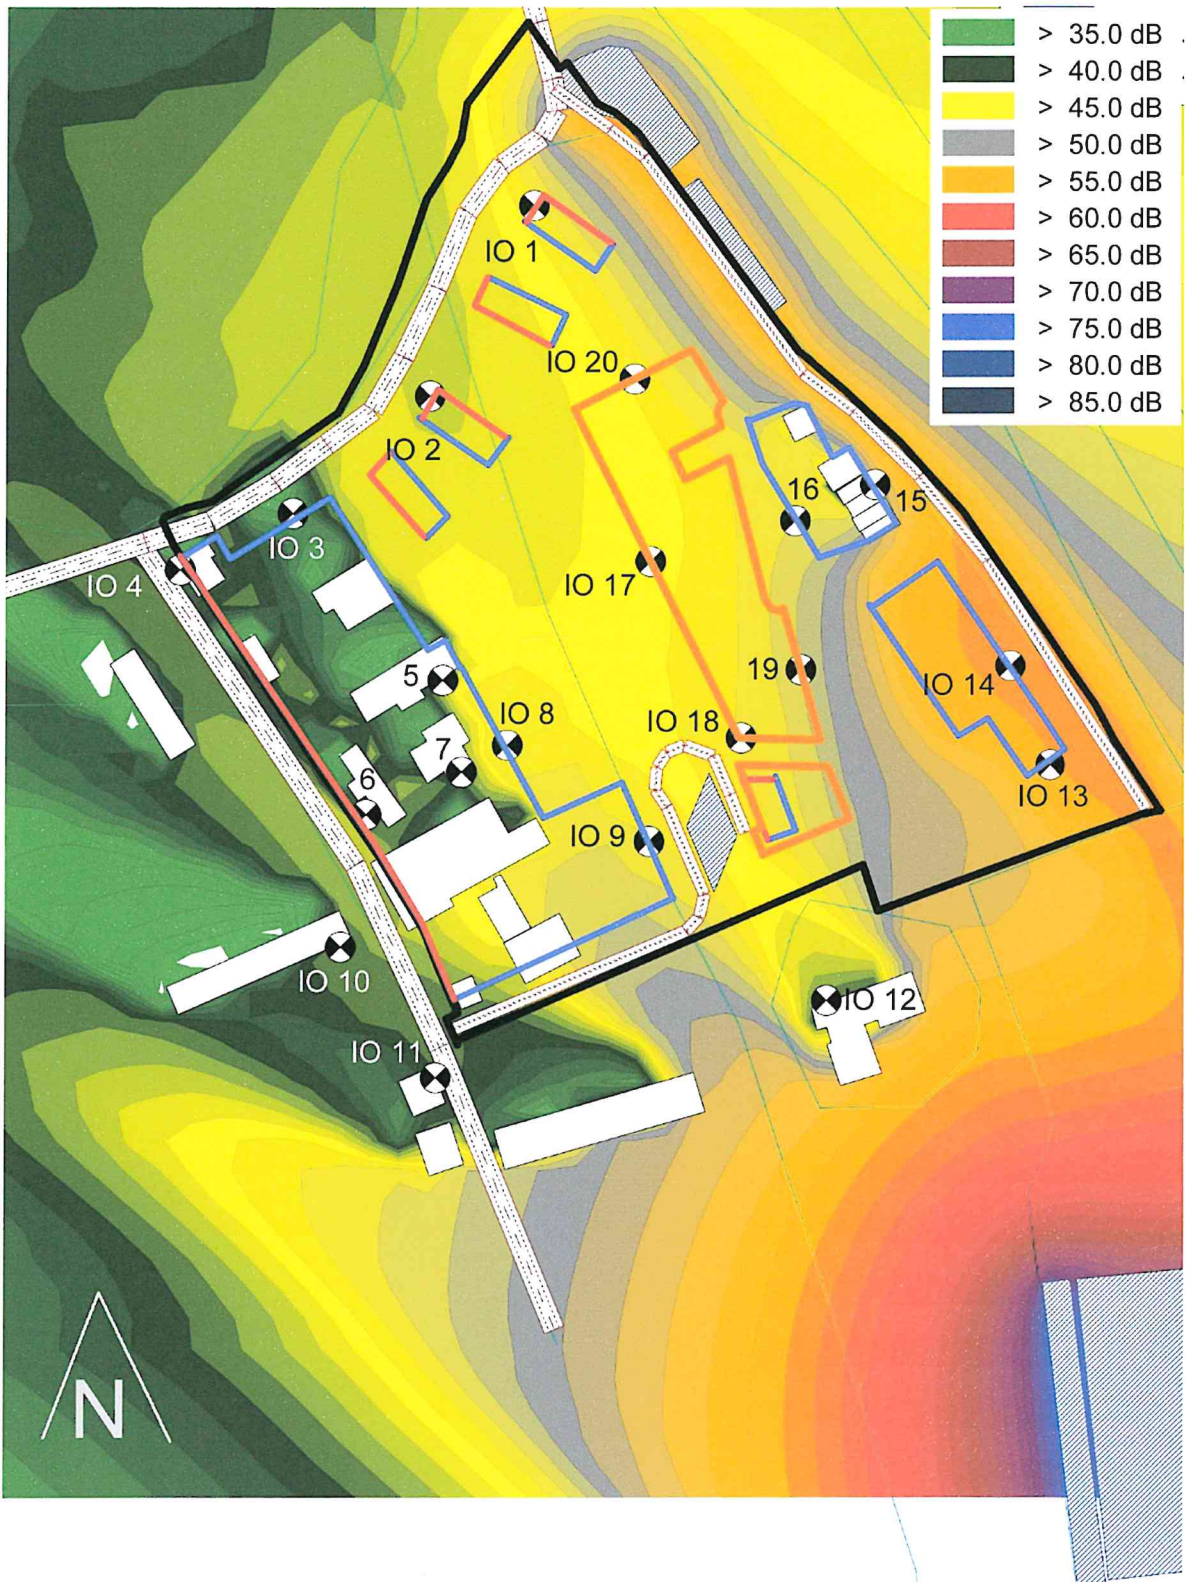 > 35.0 dB
> 40.0 dB
> 45.0 dB
> 50.0 dB
> 55.0 dB
> 60.0 dB
> 65.0 dB
> 70.0 dB
> 75.0 dB
> 80.0 dB
> 85.0 dB
IO 1
IO 20
IO 2
16
15
IO 3
IO 4
IO 17
5
19
IO 14
IO 8
IO 18
7
6
IO 13
IO 9
IO 10
IO 12
IO 11
N